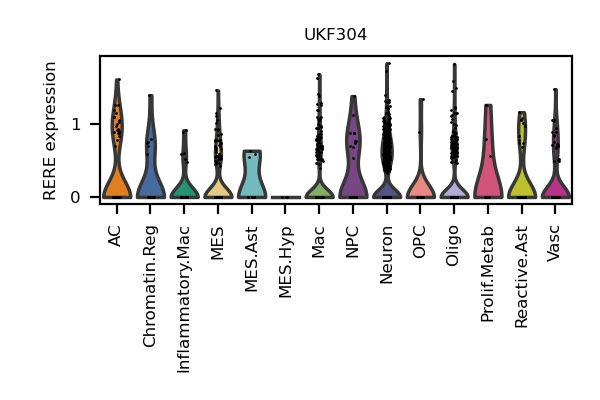 UKF304
RERE expression
1
0
AC
Chromatin.Reg
Inflammatory.Mac
MES
MES.Ast
MES.Hyp
Mac
NPC
Neuron
OPC
Oligo
Prolif.Metab
Reactive.Ast
Vasc